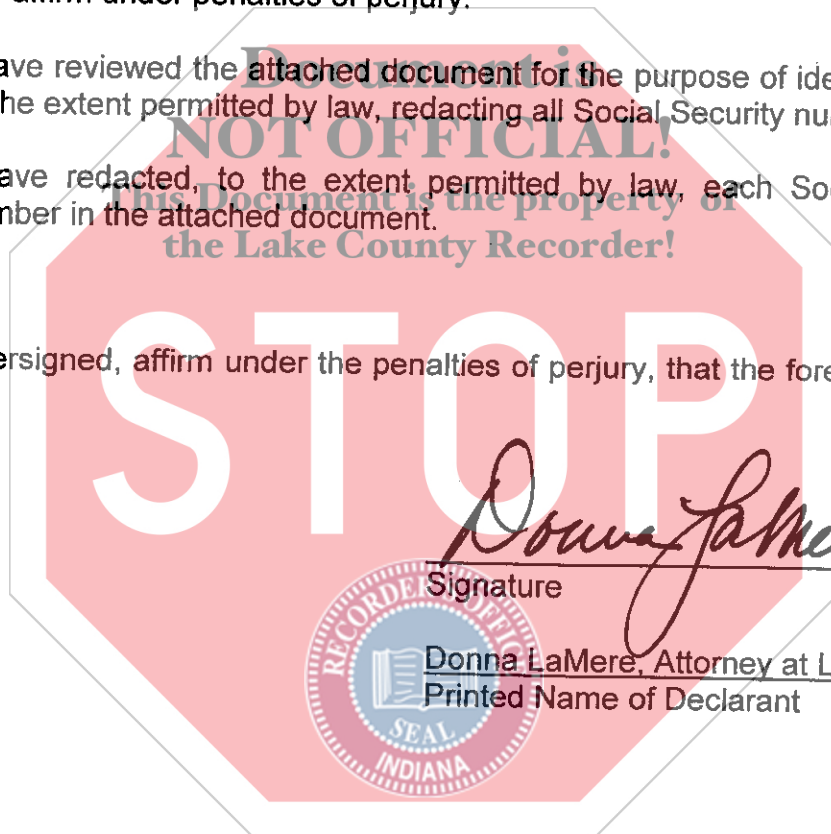 affirm under penalties of perjury.
Document is
ave reviewed the attached document for the purpose of ide
he extent permitted by law, redacting all Social Security nu
NOT OFFICIAL!
ave redacted, to the extent permitted by law, each So
This Document is the property of
mber in the attached document.
the Lake County Recorder!
ersigned, affirm under the penalties of perjury, that the fore
STOP
Donna LaMe
Signature
RECORDER'S OFFICE
Donna LaMere, Attorney at L
Printed Name of Declarant
SEAL
INDIANA